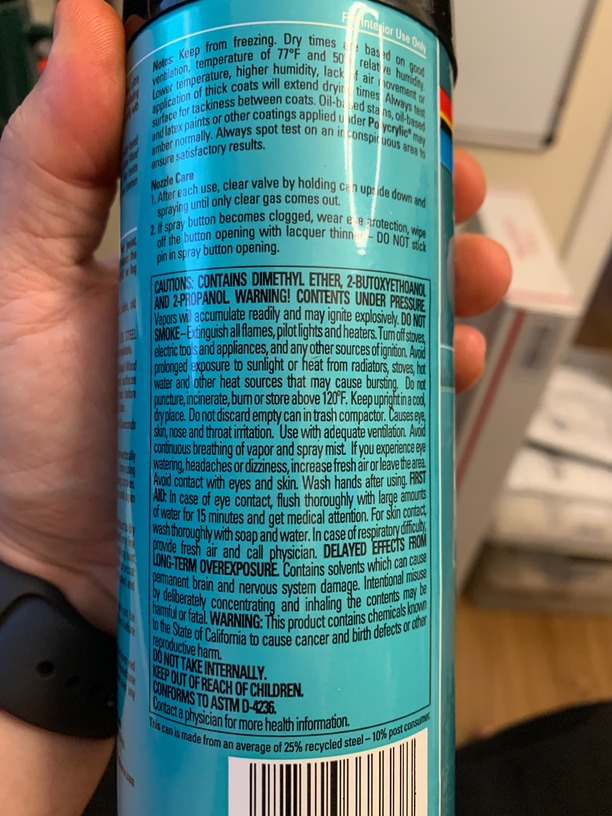 For Interior Use Only
Notes: Keep from freezing. Dry times are based on good
ventilation, temperature of 77°F and 50% relative humidity.
Lower temperature, higher humidity, lack of air movement or
application of thick coats will extend drying times. Always test
surface for tackiness between coats. Oil-based stains, oil-based
and latex paints or other coatings applied under Polycrylic® may
amber normally. Always spot test on an inconspicuous area to
ensure satisfactory results.
Nozzle Care
1. After each use, clear valve by holding can upside down and
spraying until only clear gas comes out.
2. If spray button becomes clogged, wear eye protection, wipe
off the button opening with lacquer thinner – DO NOT stick
pin in spray button opening.
CAUTIONS: CONTAINS DIMETHYL ETHER, 2-BUTOXYETHANOL
AND 2-PROPANOL WARNING! CONTENTS UNDER PRESSURE.
Vapors will accumulate readily and may ignite explosively. DO NOT
SMOKE – Extinguish all flames, pilot lights and heaters. Turn off stoves,
electric tools and appliances, and any other sources of ignition. Avoid
prolonged exposure to sunlight or heat from radiators, stoves, hot
water and other heat sources that may cause bursting. Do not
puncture, incinerate, burn or store above 120°F. Keep upright in a cool,
dry place. Do not discard empty can in trash compactor. Causes eye,
skin, nose and throat irritation. Use with adequate ventilation. Avoid
continuous breathing of vapor and spray mist. If you experience eye
watering, headaches or dizziness, increase fresh air or leave the area.
Avoid contact with eyes and skin. Wash hands after using. FIRST
AID: In case of eye contact, flush thoroughly with large amounts
of water for 15 minutes and get medical attention. For skin contact,
wash thoroughly with soap and water. In case of respiratory difficulty,
provide fresh air and call physician. DELAYED EFFECTS FROM
LONG-TERM OVEREXPOSURE. Contains solvents which can cause
permanent brain and nervous system damage. Intentional misuse
by deliberately concentrating and inhaling the contents may be
harmful or fatal. WARNING: This product contains chemicals known
to the State of California to cause cancer and birth defects or other
reproductive harm.
DO NOT TAKE INTERNALLY.
KEEP OUT OF REACH OF CHILDREN.
CONFORMS TO ASTM D-4236.
Contact a physician for more health information.
This can is made from an average of 25% recycled steel – 10% post consumer.